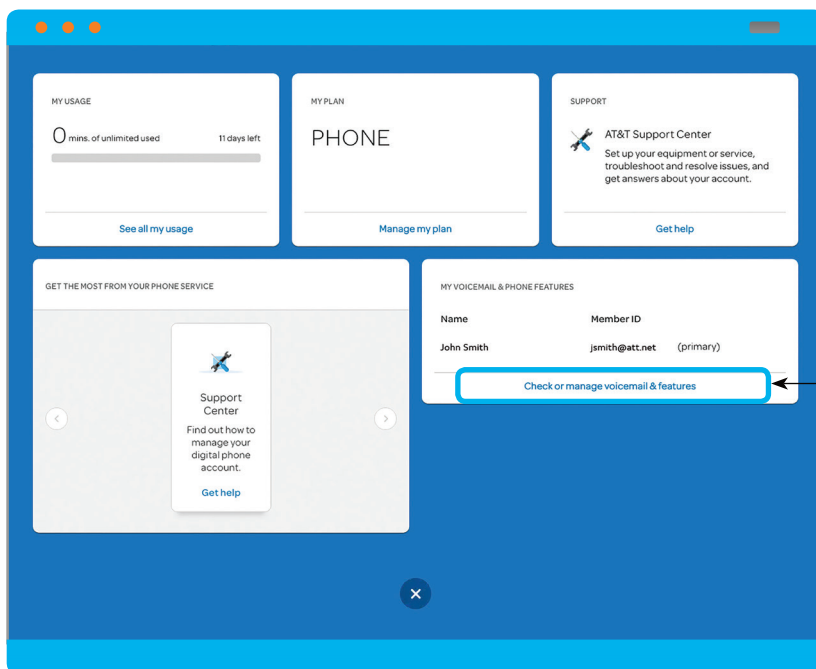 MY USAGE
0 mins. of unlimited used
11 days left
See all my usage
MY PLAN
PHONE
Manage my plan
SUPPORT
AT&T Support Center
Set up your equipment or service,
troubleshoot and resolve issues, and
get answers about your account.
Get help
GET THE MOST FROM YOUR PHONE SERVICE
Support
Center
Find out how to
manage your
digital phone
account.
Get help
MY VOICEMAIL & PHONE FEATURES
Name Member ID
John Smith jsmith@att.net (primary)
Check or manage voicemail & features